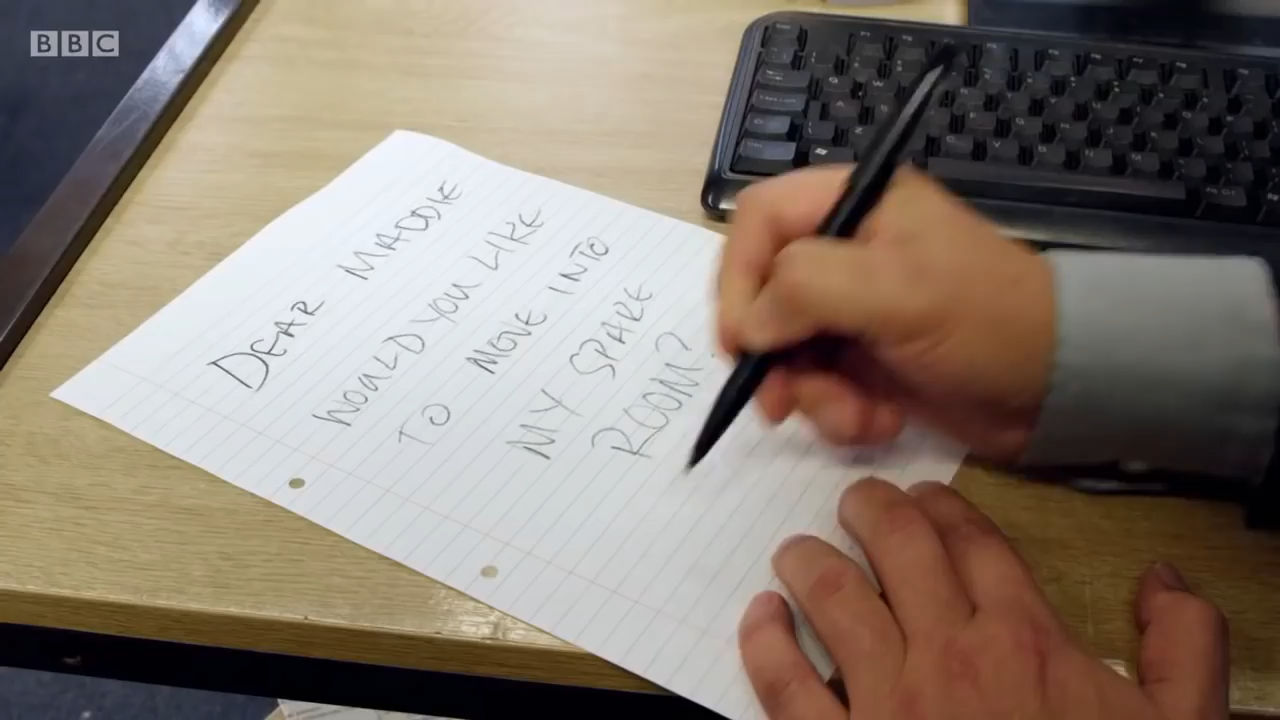 BBC
DEAR MADDIE
WOULD YOU LIKE
TO MOVE INTO
MY SPARE
ROOM?